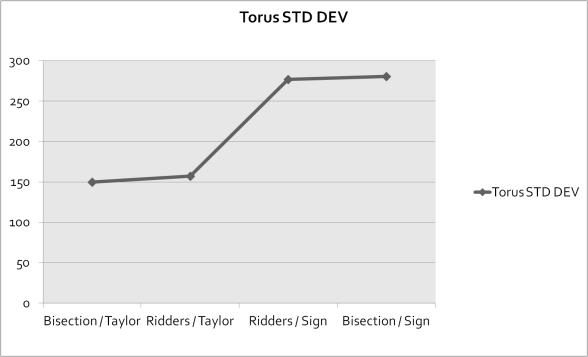 Torus STD DEV
300
250
200
150
100
50
0
Torus STD DEV
Bisection / Taylor Ridders / Taylor Ridders / Sign Bisection / Sign